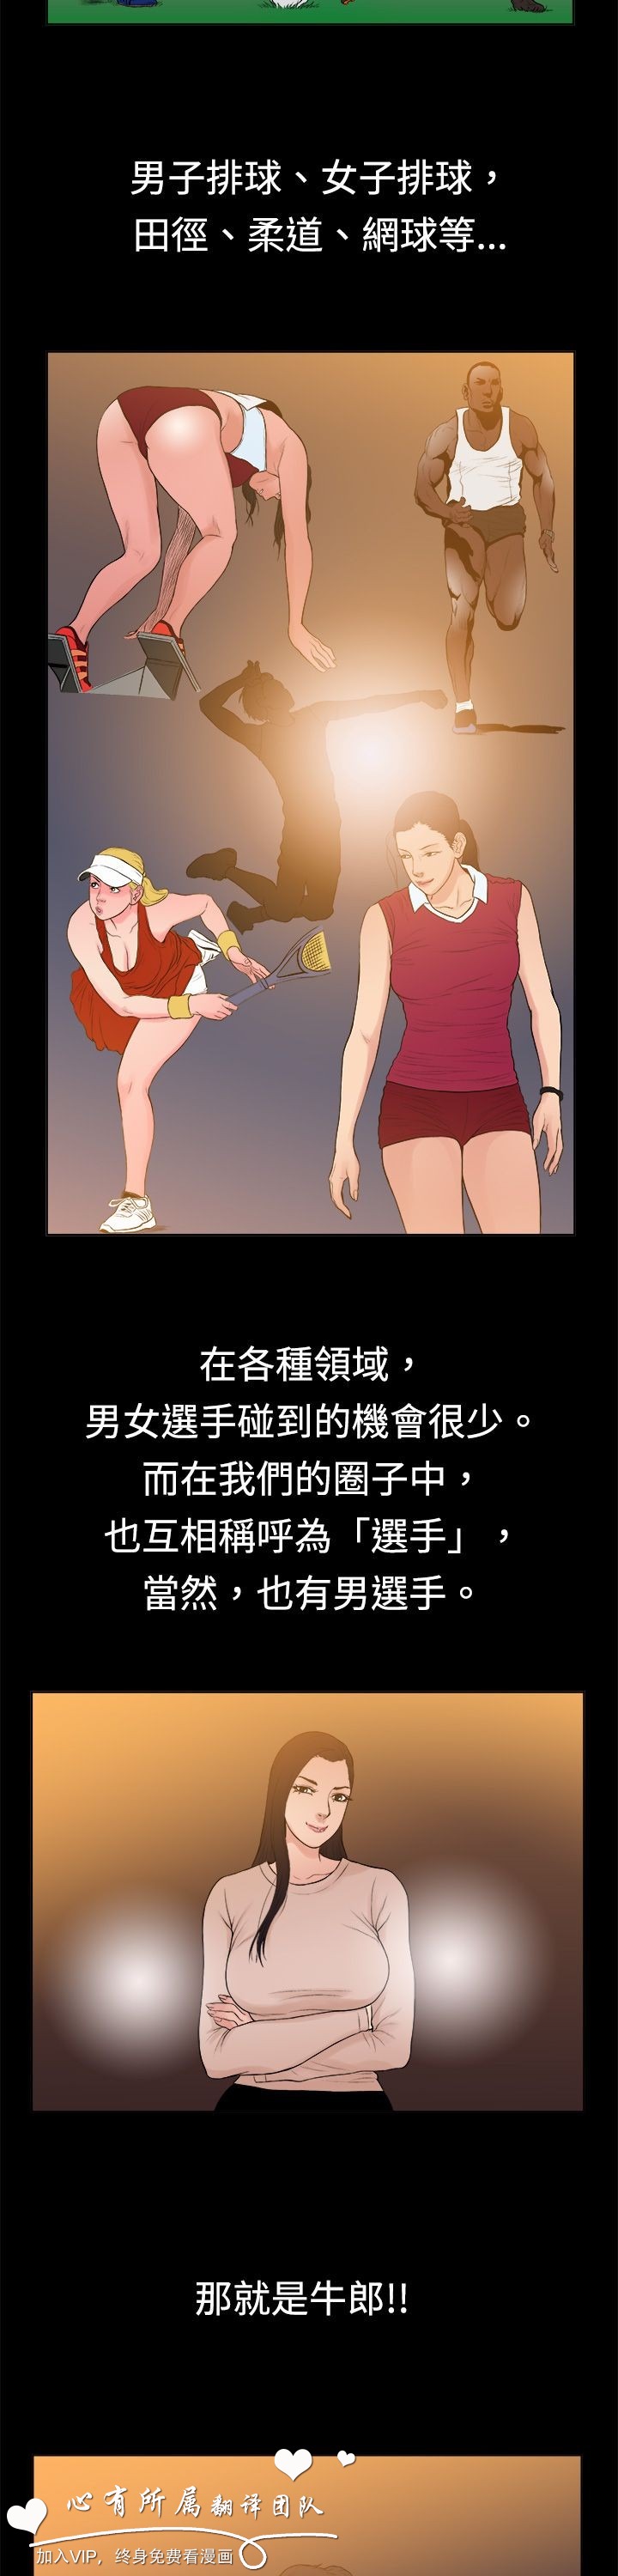 男子排球、女子排球，
田徑、柔道、網球等...
在各種領域，
男女選手碰到的機會很少。
而在我們的圈子中，
也互相稱呼為「選手」，
當然，也有男選手。
那就是牛郎!!
心有所属翻译团队
加入VIP，终身免费看漫画